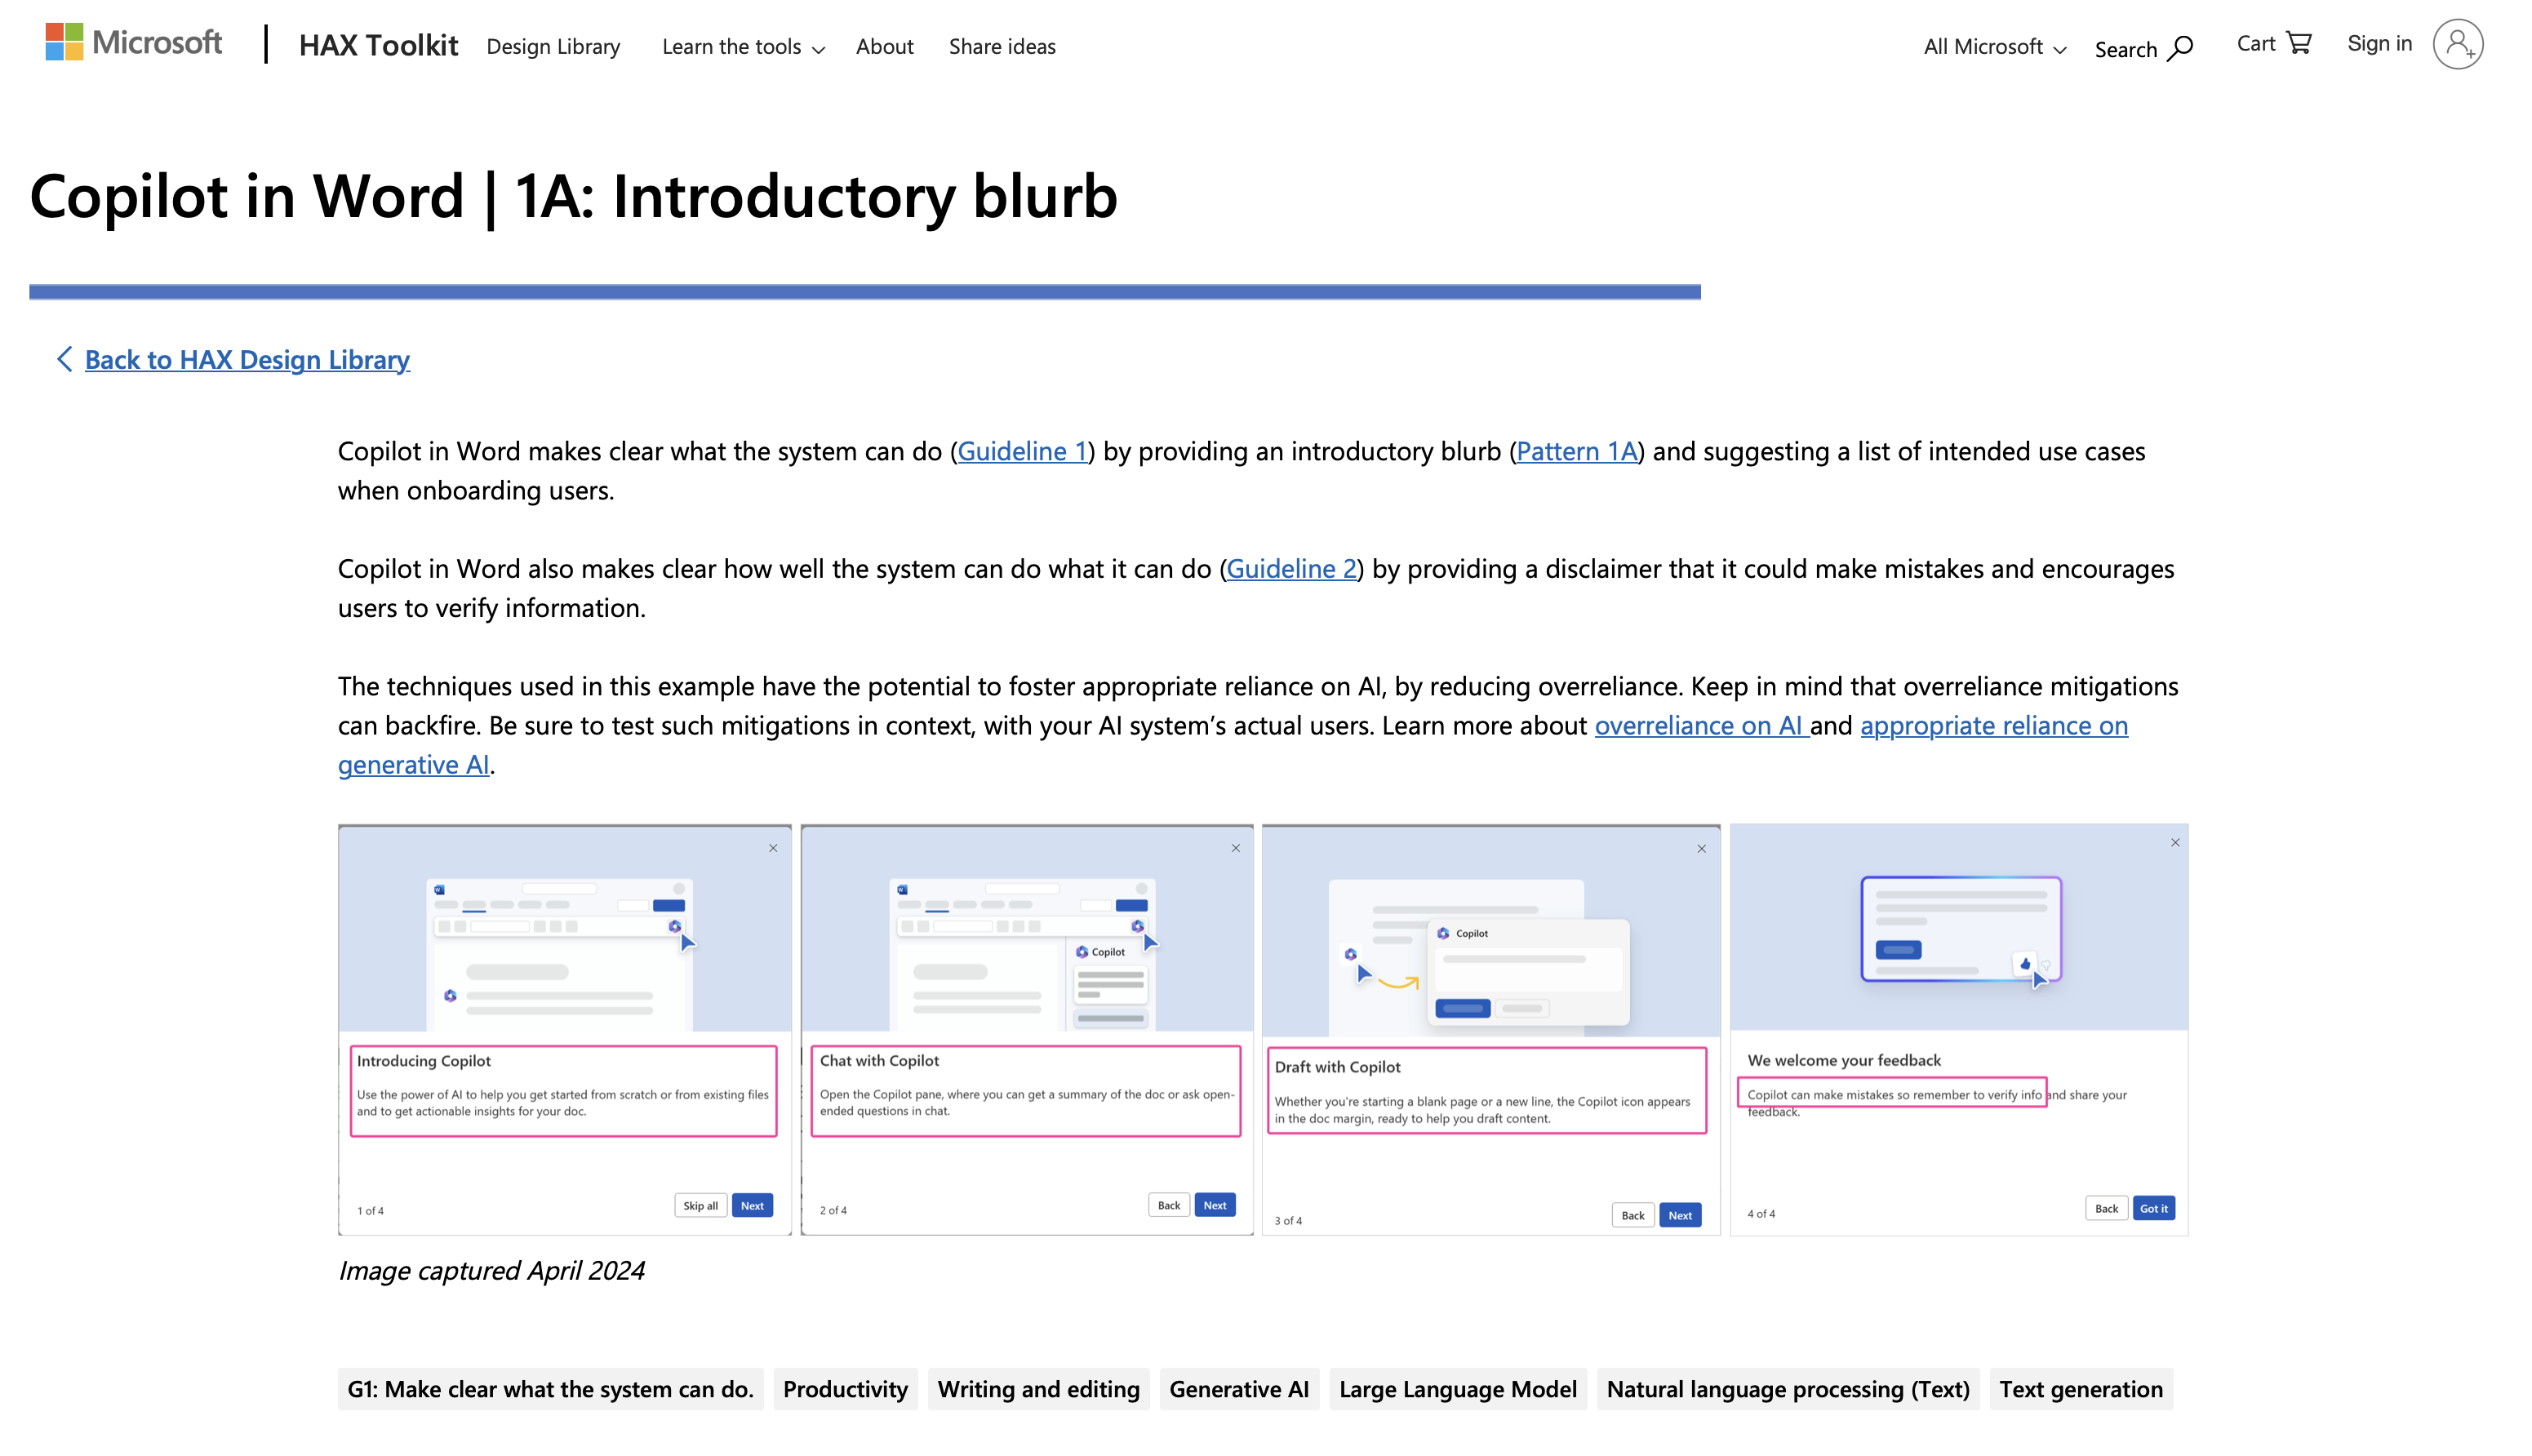 Microsoft
HAX Toolkit
Design Library
Learn the tools
About
Share ideas
All Microsoft
Search
Cart
Sign in
Copilot in Word | 1A: Introductory blurb
Back to HAX Design Library
Copilot in Word makes clear what the system can do (Guideline 1) by providing an introductory blurb (Pattern 1A) and suggesting a list of intended use cases
when onboarding users.
Copilot in Word also makes clear how well the system can do what it can do (Guideline 2) by providing a disclaimer that it could make mistakes and encourages
users to verify information.
The techniques used in this example have the potential to foster appropriate reliance on AI, by reducing overreliance. Keep in mind that overreliance mitigations
can backfire. Be sure to test such mitigations in context, with your AI system’s actual users. Learn more about overreliance on AI and appropriate reliance on
generative AI.
Introducing Copilot
Use the power of AI to help you get started from scratch or from existing files
and to get actionable insights for your doc.
1 of 4
Skip all
Next
Copilot
Chat with Copilot
Open the Copilot pane, where you can get a summary of the doc or ask open-
ended questions in chat.
2 of 4
Back
Next
Copilot
Draft with Copilot
Whether you're starting a blank page or a new line, the Copilot icon appears
in the doc margin, ready to help you draft content.
3 of 4
Back
Next
We welcome your feedback
Copilot can make mistakes so remember to verify info and share your
feedback.
4 of 4
Back
Got it
Image captured April 2024
G1: Make clear what the system can do.
Productivity
Writing and editing
Generative AI
Large Language Model
Natural language processing (Text)
Text generation